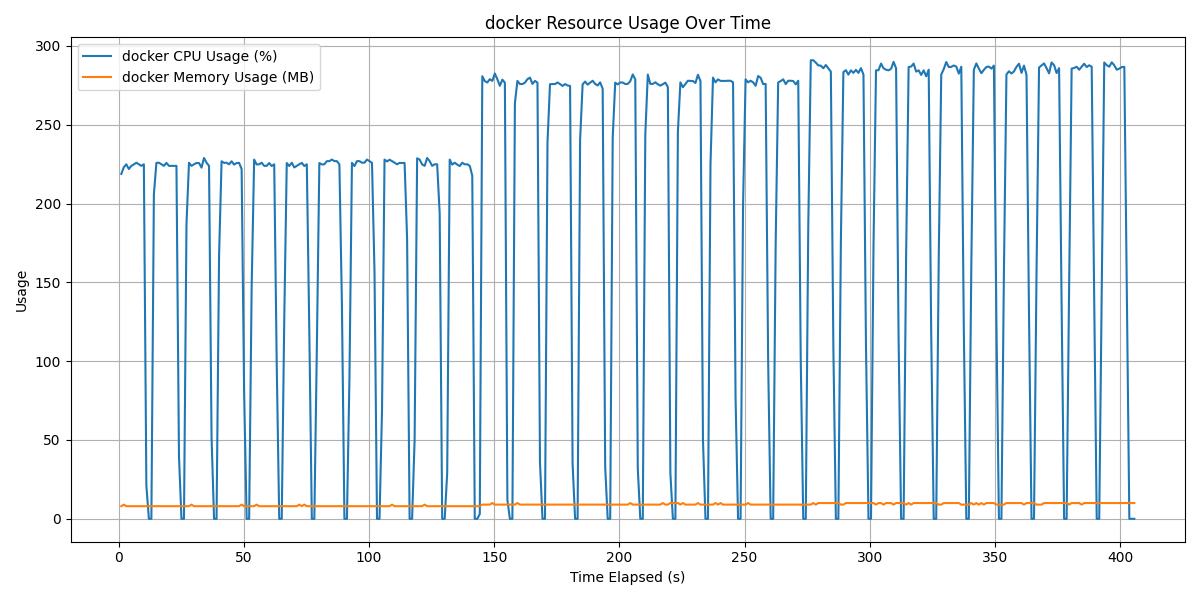 docker Resource Usage Over Time
docker CPU Usage (%)
docker Memory Usage (MB)
Usage
300
250
200
150
100
50
0
0 50 100 150 200 250 300 350 400
Time Elapsed (s)